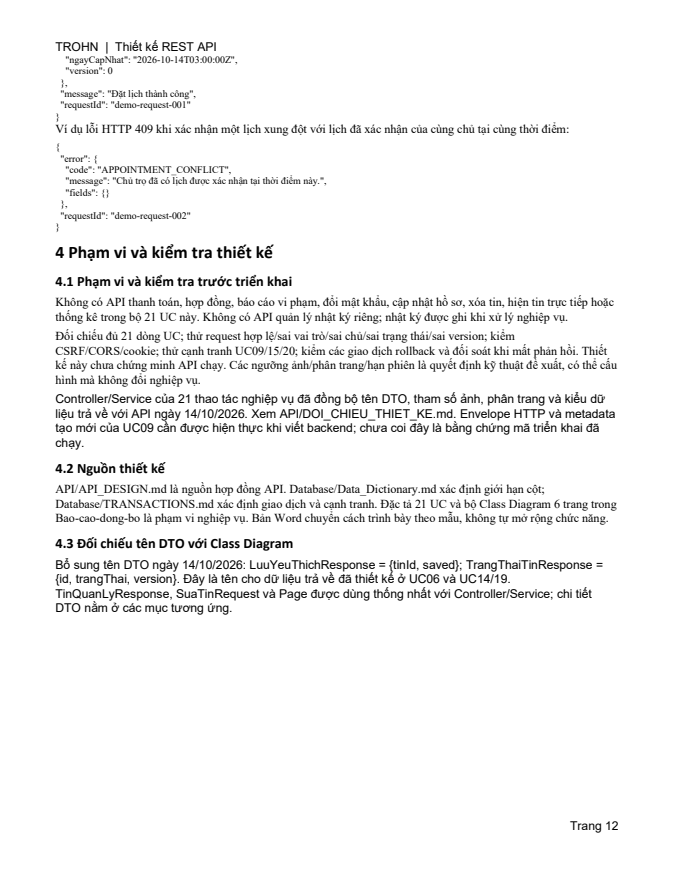 TROHN | Thiết kế REST API
"ngayCapNhat": "2026-10-14T03:00:00Z",
"version": 0
},
"message": "Đặt lịch thành công",
"requestId": "demo-request-001"
}
Ví dụ lỗi HTTP 409 khi xác nhận một lịch xung đột với lịch đã xác nhận của cùng chủ tại cùng thời điểm:
{
"error": {
"code": "APPOINTMENT_CONFLICT",
"message": "Chủ trọ đã có lịch được xác nhận tại thời điểm này.",
"fields": {}
},
"requestId": "demo-request-002"
}
4 Phạm vi và kiểm tra thiết kế
4.1 Phạm vi và kiểm tra trước triển khai
Không có API thanh toán, hợp đồng, báo cáo vi phạm, đổi mật khẩu, cập nhật hồ sơ, xóa tin, hiện tin trực tiếp hoặc
thống kê trong bộ 21 UC này. Không có API quản lý nhật ký riêng; nhật ký được ghi khi xử lý nghiệp vụ.
Đối chiếu đủ 21 dòng UC; thử request hợp lệ/sai vai trò/sai chủ/sai trạng thái/sai version; kiểm
CSRF/CORS/cookie; thử cạnh tranh UC09/15/20; kiểm các giao dịch rollback và đối soát khi mất phản hồi. Thiết
kế này chưa chứng minh API chạy. Các ngưỡng ảnh/phân trang/hạn phiên là quyết định kỹ thuật đề xuất, có thể cấu
hình mà không đổi nghiệp vụ.
Controller/Service của 21 thao tác nghiệp vụ đã đồng bộ tên DTO, tham số ảnh, phân trang và kiểu dữ
liệu trả về với API ngày 14/10/2026. Xem API/DOI_CHIEU_THIET_KE.md. Envelope HTTP và metadata
tạo mới của UC09 cần được hiện thực khi viết backend; chưa coi đây là bằng chứng mã triển khai đã
chạy.
4.2 Nguồn thiết kế
API/API_DESIGN.md là nguồn hợp đồng API. Database/Data_Dictionary.md xác định giới hạn cột;
Database/TRANSACTIONS.md xác định giao dịch và cạnh tranh. Đặc tả 21 UC và bộ Class Diagram 6 trang trong
Bao-cao-dong-bo là phạm vi nghiệp vụ. Bản Word chuyển cách trình bày theo mẫu, không tự mở rộng chức năng.
4.3 Đối chiếu tên DTO với Class Diagram
Bổ sung tên DTO ngày 14/10/2026: LuuYeuThichResponse = {tinId, saved}; TrangThaiTinResponse =
{id, trangThai, version}. Đây là tên cho dữ liệu trả về đã thiết kế ở UC06 và UC14/19.
TinQuanLyResponse, SuaTinRequest và Page được dùng thống nhất với Controller/Service; chi tiết
DTO nằm ở các mục tương ứng.
Trang 12